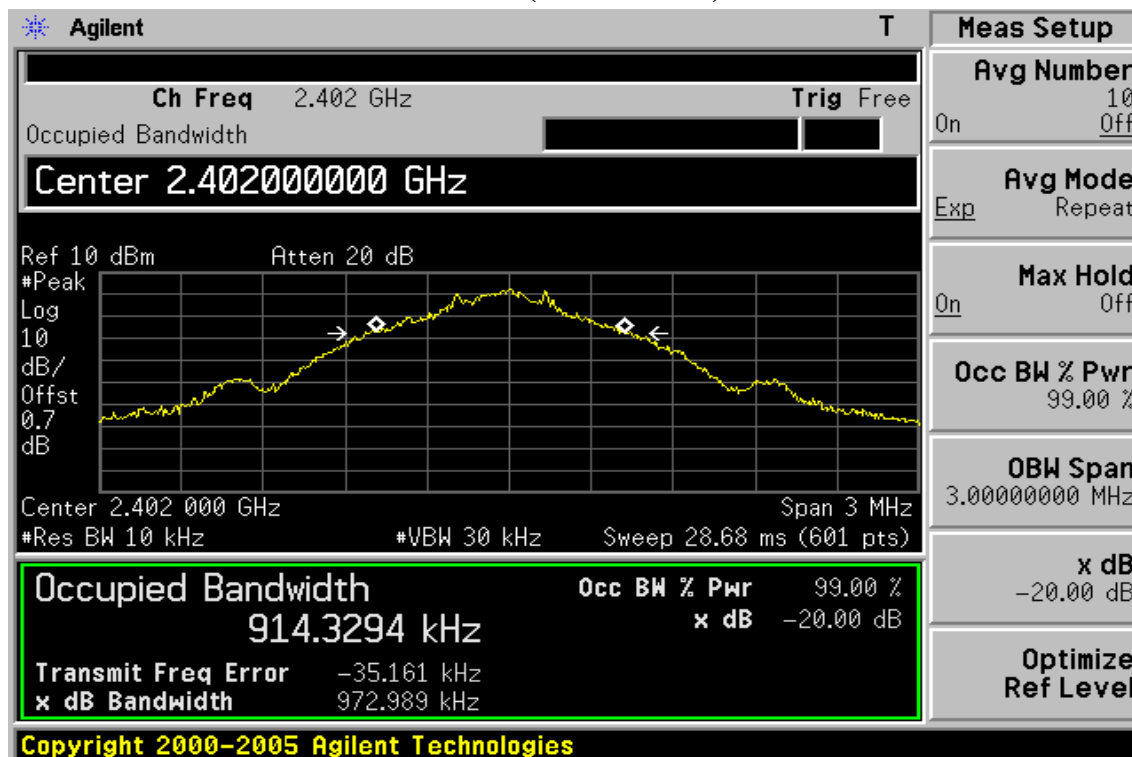 Agilent T
Ch Freq 2.402 GHz Trig Free
Occupied Bandwidth
Center 2.402000000 GHz
Ref 10 dBm Atten 20 dB
#Peak
Log
10
dB/
Offst
0.7
dB
Center 2.402 000 GHz Span 3 MHz
#Res BW 10 kHz #VBW 30 kHz Sweep 28.68 ms (601 pts)
Occupied Bandwidth Occ BW % Pwr 99.00 %
914.3294 kHz x dB -20.00 dB
Transmit Freq Error -35.161 kHz
x dB Bandwidth 972.989 kHz
Copyright 2000-2005 Agilent Technologies
Meas Setup
Avg Number
10
On Off
Avg Mode
Exp Repeat
Max Hold
On Off
Occ BW % Pwr
99.00 %
OBW Span
3.00000000 MHz
x dB
-20.00 dB
Optimize
Ref Level